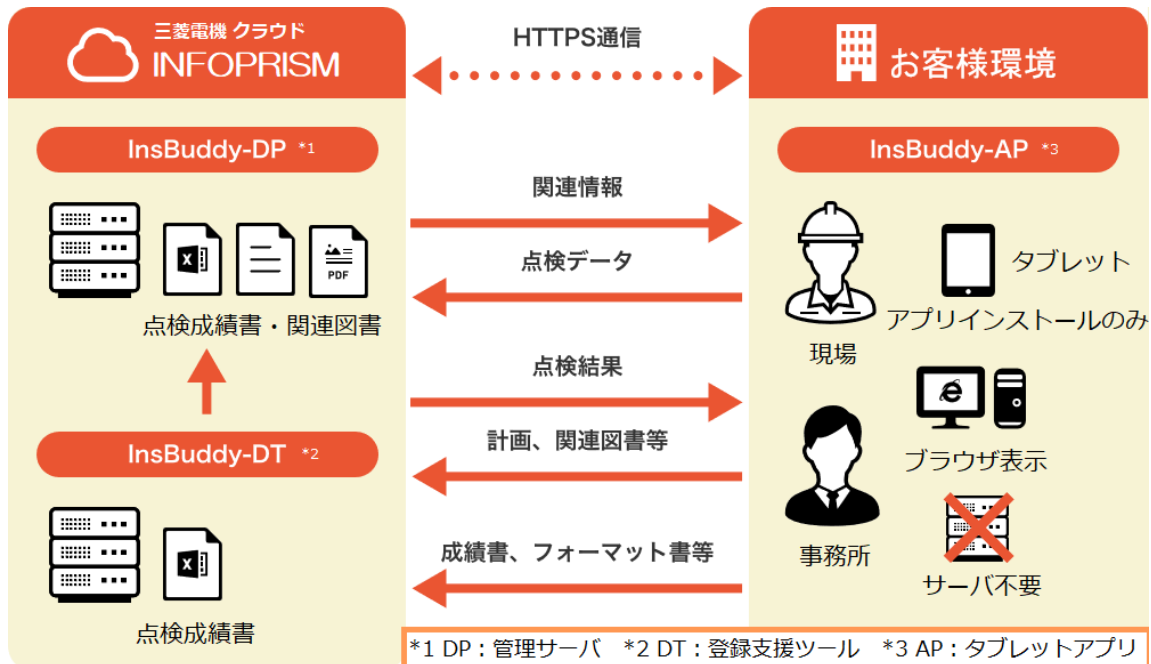 三菱電機 クラウド
INFOPRISM
InsBuddy-DP *1
PDF
点検成績書・関連図書
InsBuddy-DT *2
点検成績書
HTTPS通信
関連情報
点検データ
点検結果
計画、関連図書等
成績書、フォーマット書等
お客様環境
InsBuddy-AP *3
タブレット
アプリインストールのみ
現場
ブラウザ表示
事務所
サーバ不要
*1 DP：管理サーバ *2 DT：登録支援ツール *3 AP：タブレットアプリ